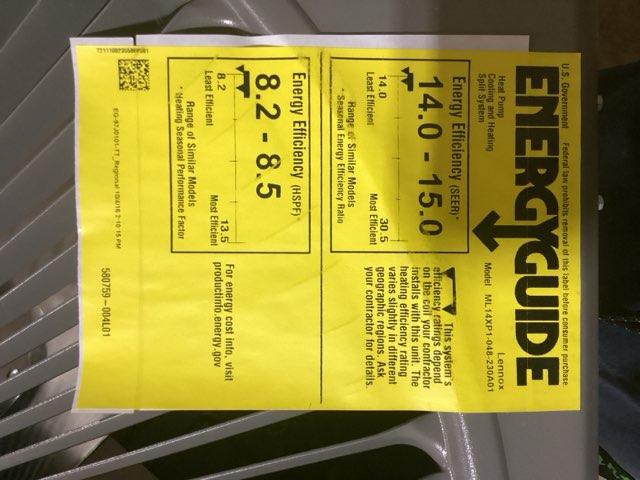 U.S. Government Federal law prohibits removal of this label before consumer purchase.
ENERGYGUIDE
Heat Pump
Cooling and Heating
Split System
Lennox
Model ML14XP1-048-230A01
Energy Efficiency (SEER)*
14.0 - 15.0
14.0
Least Efficient
30.5
Most Efficient
Range of Similar Models
* Seasonal Energy Efficiency Ratio
This system's
efficiency ratings depend
on the coil your contractor
installs with this unit. The
heating efficiency rating
varies slightly in different
geographic regions. Ask
your contractor for details.
Energy Efficiency (HSPF)
8.2 - 8.5
8.2
Least Efficient
13.5
Most Efficient
Range of Similar Models
* Heating Seasonal Performance Factor
For energy cost info, visit
productinfo.energy.gov
580759-004L01